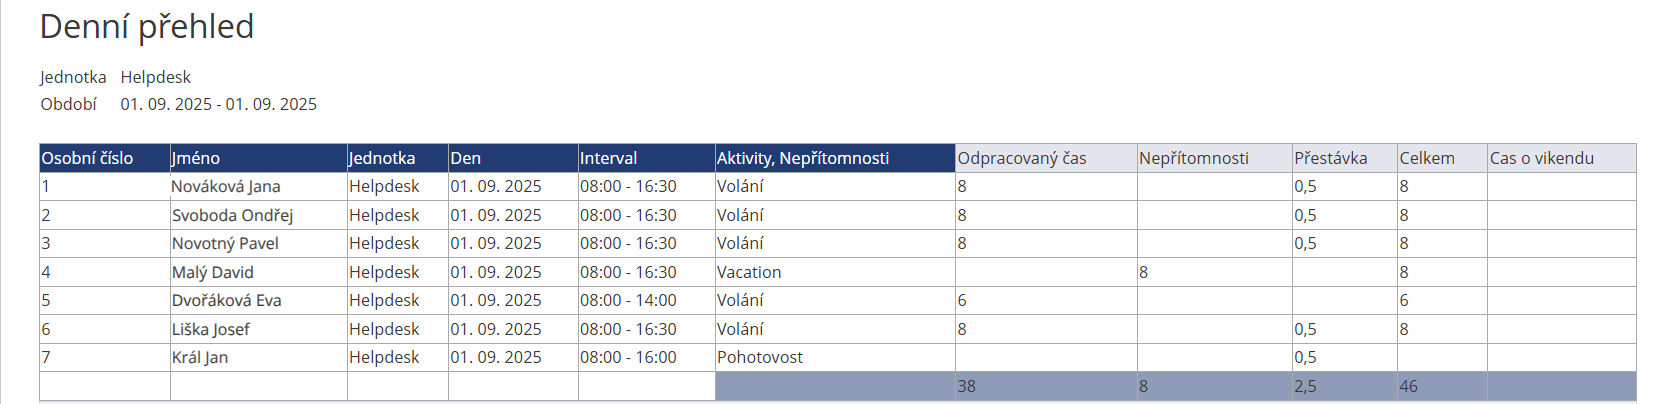 Denní přehled
Jednotka Helpdesk
Období 01. 09. 2025 - 01. 09. 2025
Osobní číslo Jméno Jednotka Den Interval Aktivity, Nepřítomnosti Odpracovaný čas Nepřítomnosti Přestávka Celkem Cas o vikendu
1 Nováková Jana Helpdesk 01. 09. 2025 08:00 - 16:30 Volání 8 0,5 8
2 Svoboda Ondřej Helpdesk 01. 09. 2025 08:00 - 16:30 Volání 8 0,5 8
3 Novotný Pavel Helpdesk 01. 09. 2025 08:00 - 16:30 Volání 8 0,5 8
4 Malý David Helpdesk 01. 09. 2025 08:00 - 16:30 Vacation 8 8
5 Dvořáková Eva Helpdesk 01. 09. 2025 08:00 - 14:00 Volání 6 6
6 Liška Josef Helpdesk 01. 09. 2025 08:00 - 16:30 Volání 8 0,5 8
7 Král Jan Helpdesk 01. 09. 2025 08:00 - 16:00 Pohotovost 0,5
38 8 2,5 46